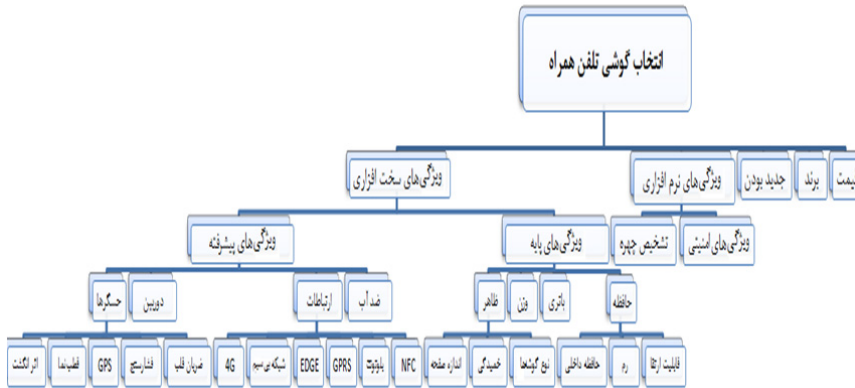 انتخاب گوشی تلفن همراه
قیمت
برند
جدید بودن
ویژگی‌های نرم افزاری
ویژگی‌های سخت افزاری
ویژگی‌های امنیتی
تشخیص چهره
ویژگی‌های پایه
ویژگی‌های پیشرفته
حافظه
باتری
وزن
ظاهر
ضدآب
ارتباطات
دوربین
حسگرها
قابلیت ارتقا
رم
حافظه داخلی
نوع گوشه‌ها
خمیدگی
اندازه صفحه
NFC
بلوتوث
GPRS
EDGE
شبکه بی سیم
4G
ضربان قلب
فشارسنج
GPS
قطب‌نما
اثر انگشت